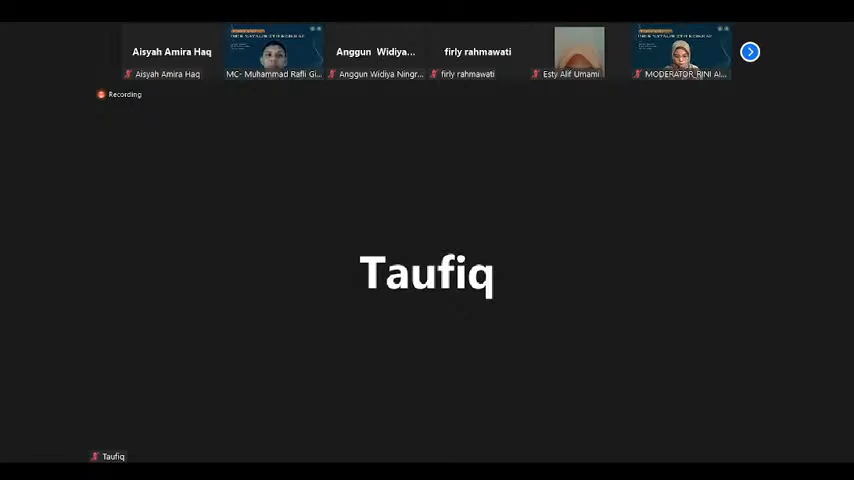 Aisyah Amira Haq
Anggun Widiya...
firly rahmawati
Aisyah Amira Haq
MC- Muhammad Rafli Gi...
Anggun Widiya Ningr...
firly rahmawati
Esty Alif Umami
MODERATOR_RINI Al...
Recording
Taufiq
Taufiq